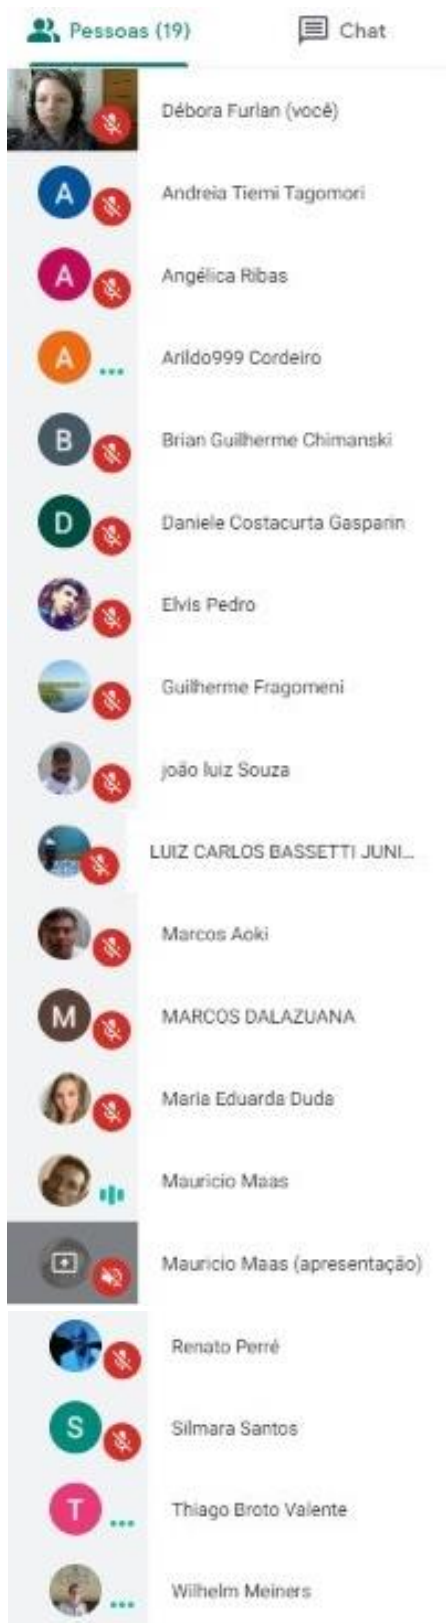 Pessoas (19) Chat
Débora Furlan (você)
A Andreia Tiemi Tagomori
A Angélica Ribas
A Arildo999 Cordeiro
B Brian Guilherme Chimanski
D Daniele Costacurta Gasparin
Elvis Pedro
Guilherme Fragomeni
joão luiz Souza
LUIZ CARLOS BASSETTI JUNI...
Marcos Aoki
M MARCOS DALAZUANA
Maria Eduarda Duda
Mauricio Maas
Mauricio Maas (apresentação)
Renato Perré
S Silmara Santos
T Thiago Broto Valente
Wilhelm Meiners